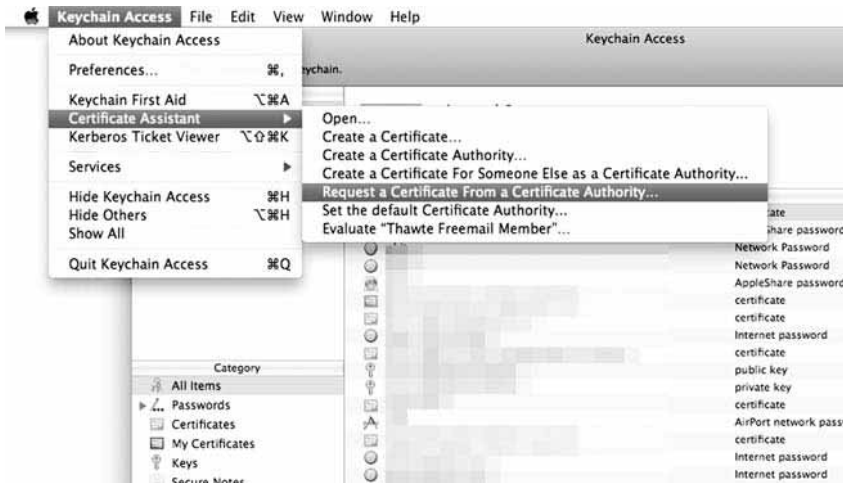 Keychain Access File Edit View Window Help
About Keychain Access
Preferences... ⌘,
Keychain First Aid ⌥⌘A
Certificate Assistant ▶
Kerberos Ticket Viewer ⌥⇧⌘K
Services ▶
Hide Keychain Access ⌘H
Hide Others ⌥⌘H
Show All
Quit Keychain Access ⌘Q
Open...
Create a Certificate...
Create a Certificate Authority...
Create a Certificate For Someone Else as a Certificate Authority...
Request a Certificate From a Certificate Authority...
Set the default Certificate Authority...
Evaluate “Thawte Freemail Member”...
Keychain Access
ychain.
cate
Share password
Network Password
Network Password
AppleShare password
certificate
certificate
Internet password
certificate
public key
private key
certificate
AirPort network pass
certificate
Internet password
Internet password
Category
All Items
Passwords
Certificates
My Certificates
Keys
Secure Notes